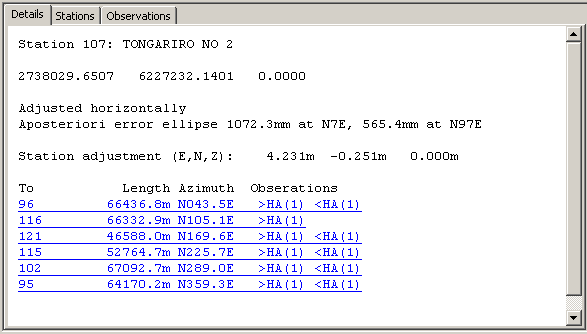 Details Stations Observations
Station 107: TONGARIRO NO 2
2738029.6507 6227232.1401 0.0000
Adjusted horizontally
Aposteriori error ellipse 1072.3mm at N7E, 565.4mm at N97E
Station adjustment (E,N,Z): 4.231m -0.251m 0.000m
To Length Azimuth Obserations
96 66436.8m N043.5E >HA(1) <HA(1)
116 66332.9m N105.1E >HA(1)
121 46588.0m N169.6E >HA(1) <HA(1)
115 52764.7m N225.7E >HA(1) <HA(1)
102 67092.7m N289.0E >HA(1) <HA(1)
95 64170.2m N359.3E >HA(1) <HA(1)